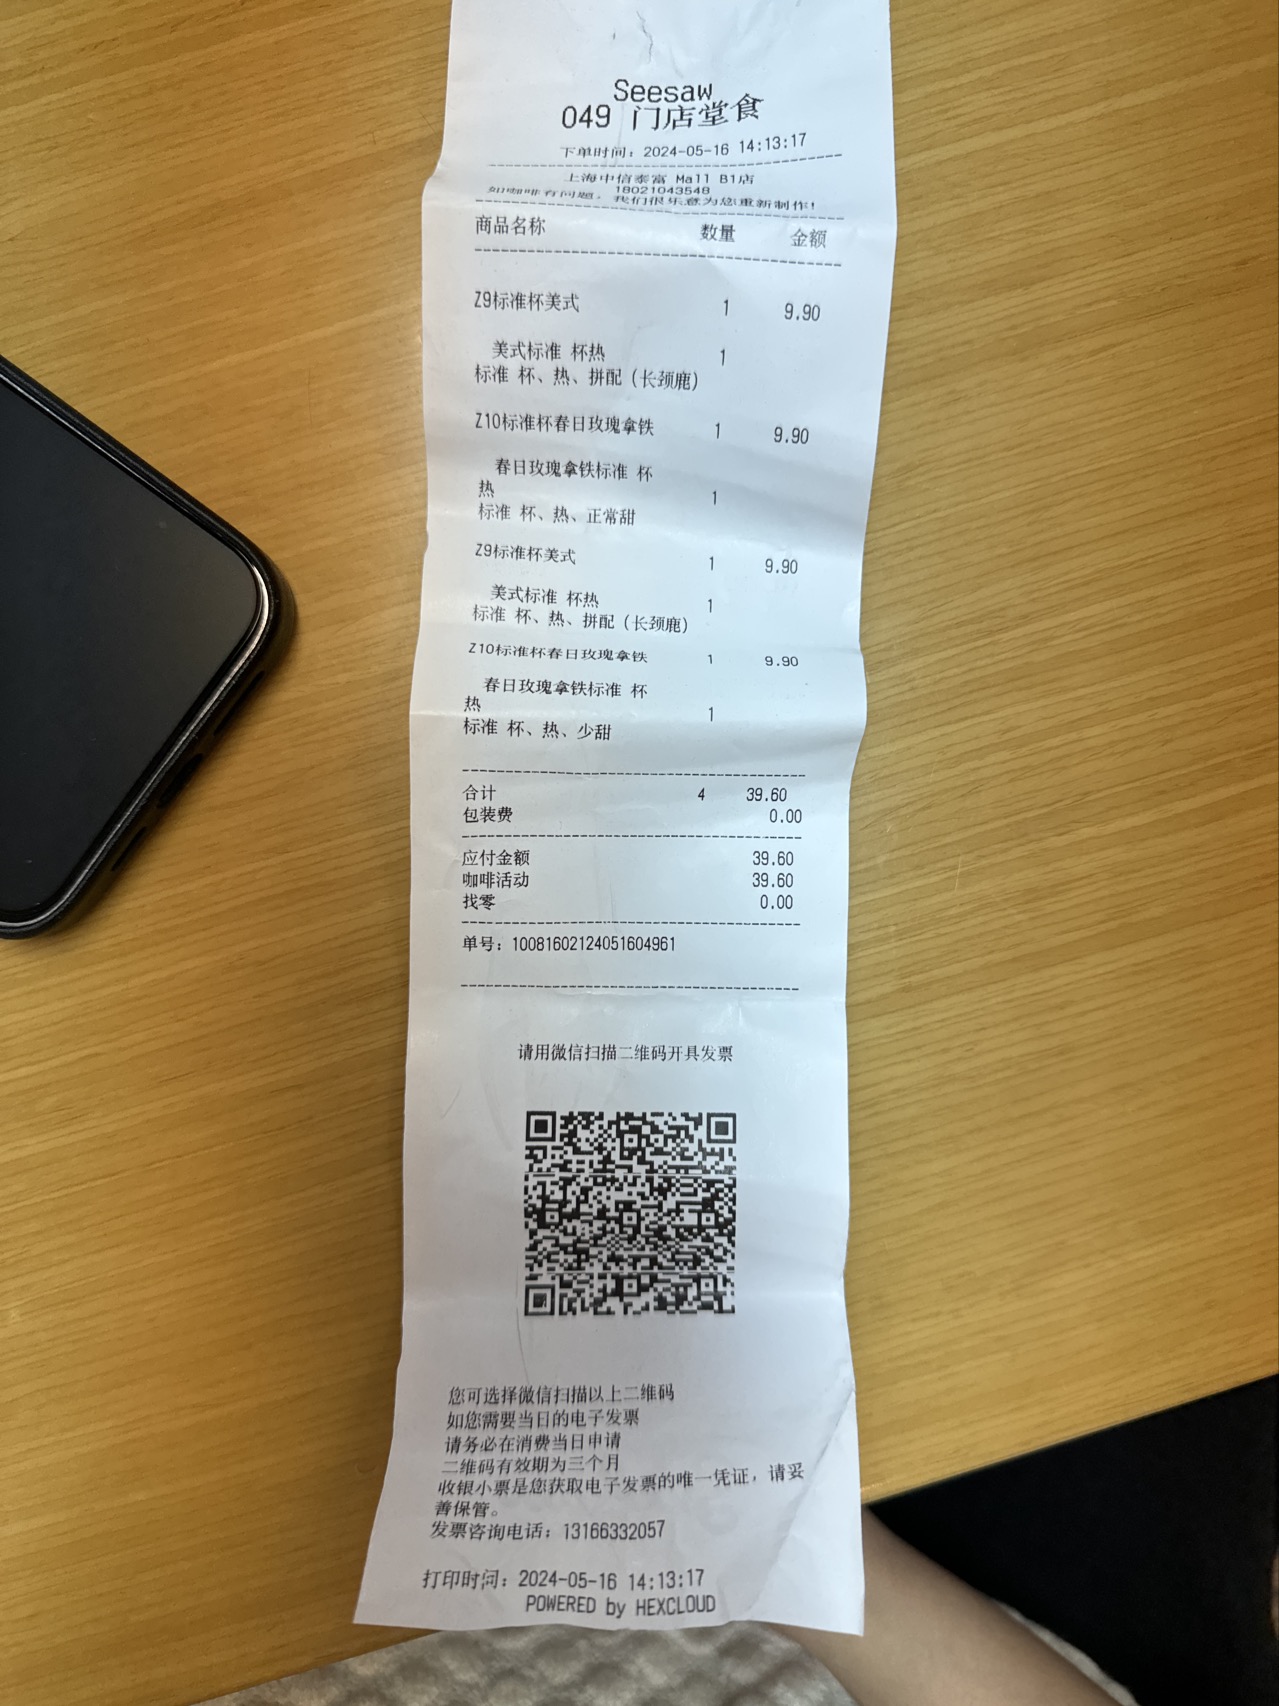 Seesaw
049 门店堂食
下单时间：2024-05-16 14:13:17
上海中信泰富 Mall B1店
18021043548
如咖啡有问题，我们很乐意为您重新制作！
商品名称 数量 金额
Z9标准杯美式 1 9.90
美式标准 杯热 1
标准 杯、热、拼配（长颈鹿）
Z10标准杯春日玫瑰拿铁 1 9.90
春日玫瑰拿铁标准 杯
热 1
标准 杯、热、正常甜
Z9标准杯美式 1 9.90
美式标准 杯热 1
标准 杯、热、拼配（长颈鹿）
Z10标准杯春日玫瑰拿铁 1 9.90
春日玫瑰拿铁标准 杯
热 1
标准 杯、热、少甜
合计 4 39.60
包装费 0.00
应付金额 39.60
咖啡活动 39.60
找零 0.00
单号：10081602124051604961
请用微信扫描二维码开具发票
您可选择微信扫描以上二维码
如您需要当日的电子发票
请务必在消费当日申请
二维码有效期为三个月
收银小票是您获取电子发票的唯一凭证，请妥
善保管。
发票咨询电话：13166332057
打印时间：2024-05-16 14:13:17
POWERED by HEXCLOUD